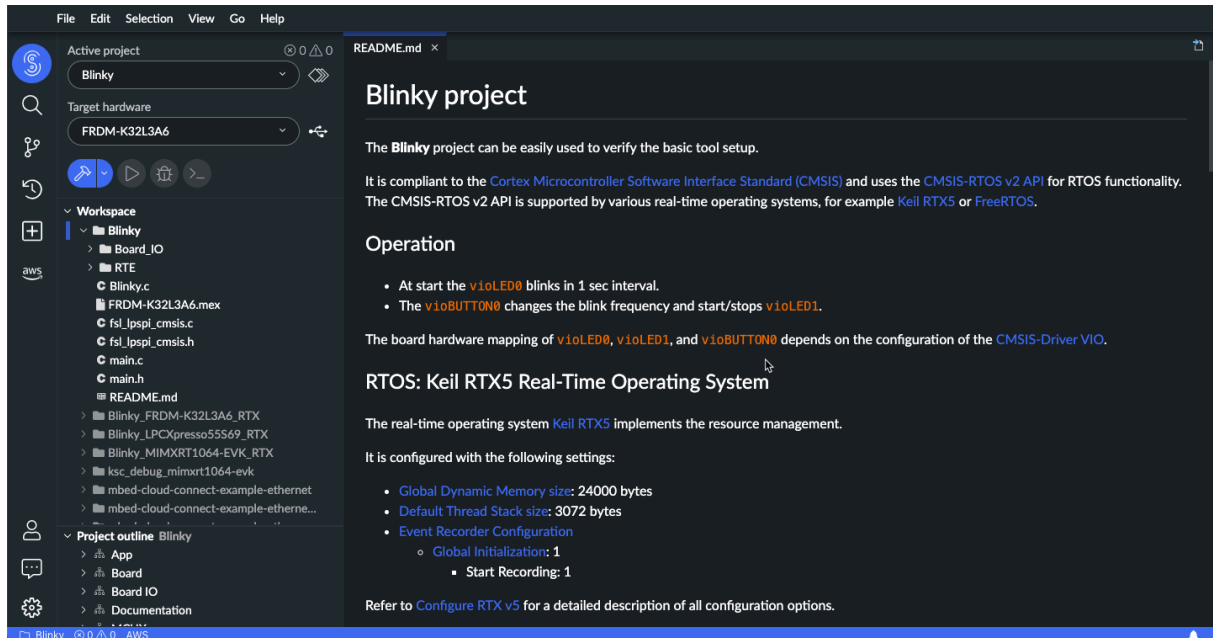 File Edit Selection View Go Help
Active project 0 0
Blinky
Target hardware
FRDM-K32L3A6
Workspace
Blinky
Board_IO
RTE
Blinky.c
FRDM-K32L3A6.mex
fsl_lpspi_cmsis.c
fsl_lpspi_cmsis.h
main.c
main.h
README.md
Blinky_FRDM-K32L3A6_RTX
Blinky_LPCXpresso55S69_RTX
Blinky_MIMXRT1064-EVK_RTX
ksc_debug_mimxrt1064-evk
mbed-cloud-connect-example-ethernet
mbed-cloud-connect-example-etherne...
Project outline Blinky
App
Board
Board IO
Documentation
aws
README.md ×
Blinky project
The Blinky project can be easily used to verify the basic tool setup.
It is compliant to the Cortex Microcontroller Software Interface Standard (CMSIS) and uses the CMSIS-RTOS v2 API for RTOS functionality.
The CMSIS-RTOS v2 API is supported by various real-time operating systems, for example Keil RTX5 or FreeRTOS.
Operation
• At start the vioLED0 blinks in 1 sec interval.
• The vioBUTTON0 changes the blink frequency and start/stops vioLED1.
The board hardware mapping of vioLED0, vioLED1, and vioBUTTON0 depends on the configuration of the CMSIS-Driver VIO.
RTOS: Keil RTX5 Real-Time Operating System
The real-time operating system Keil RTX5 implements the resource management.
It is configured with the following settings:
• Global Dynamic Memory size: 24000 bytes
• Default Thread Stack size: 3072 bytes
• Event Recorder Configuration
Global Initialization: 1
Start Recording: 1
Refer to Configure RTX v5 for a detailed description of all configuration options.
Blinky 0 0 AWS